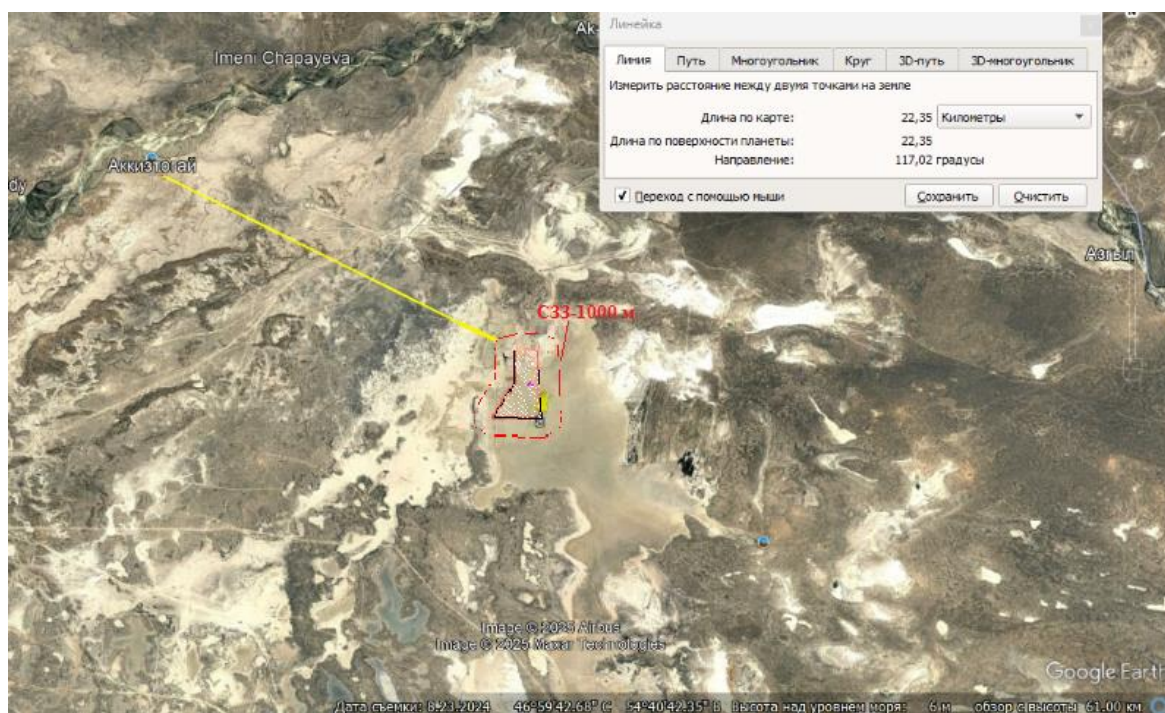 Линейка
Линия Путь Многоугольник Круг 3D-путь 3D-многоугольник
Измерить расстояние между двумя точками на земле
Длина по карте: 22,35 Километры
Длина по поверхности планеты: 22,35
Направление: 117,02 градусы
Переход с помощью мыши Сохранить Очистить
N
Ak
Imeni Chapayeva
Аккизтогай
dy
Азгыл
СЗЗ-1000 м
Image © 2025 Airbus
Image © 2025 Maxar Technologies
Google Earth
Дата съемки: 8.23.2024 46°59'42.68" С 54°40'42.35" В Высота над уровнем моря: 6 м обзор с высоты 61.00 км